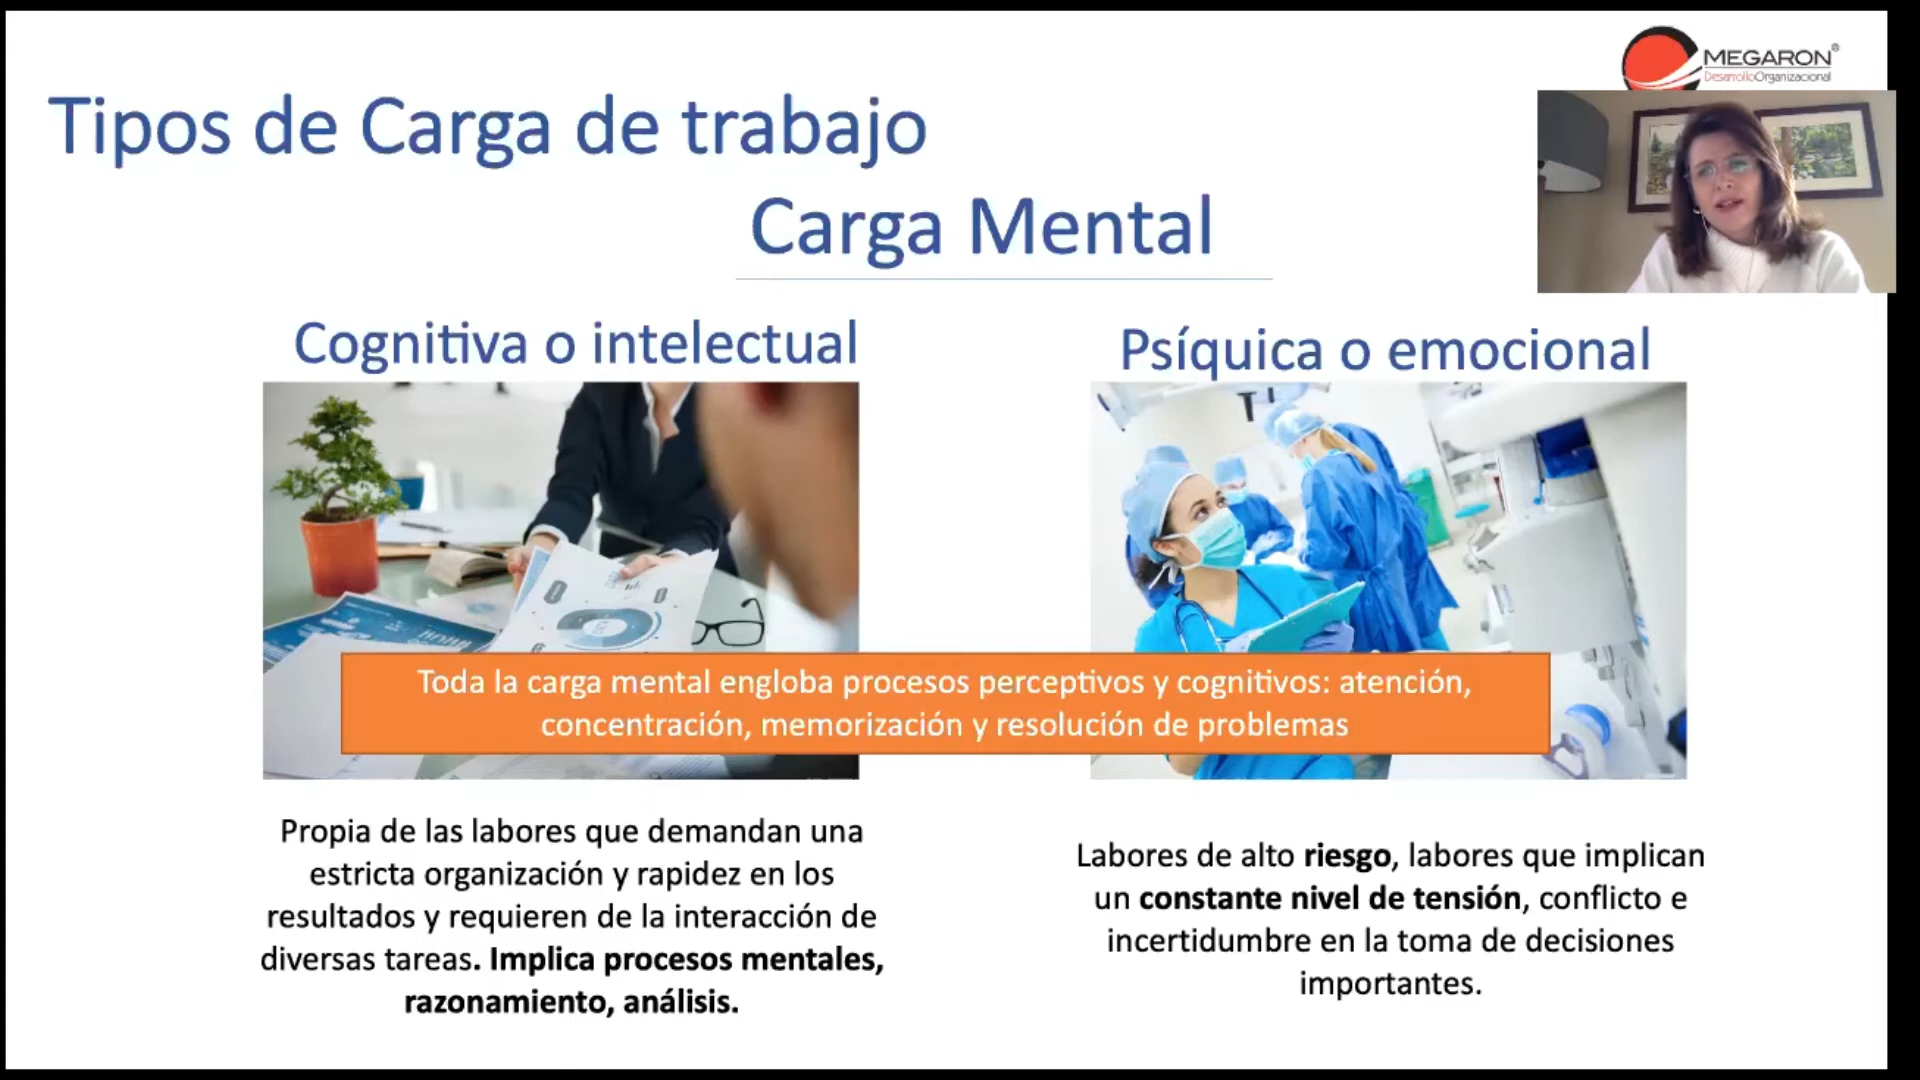 MEGARON®
DesarrolloOrganizacional
Tipos de Carga de trabajo
Carga Mental
Cognitiva o intelectual
Psíquica o emocional
Toda la carga mental engloba procesos perceptivos y cognitivos: atención,
concentración, memorización y resolución de problemas
Propia de las labores que demandan una
estricta organización y rapidez en los
resultados y requieren de la interacción de
diversas tareas. Implica procesos mentales,
razonamiento, análisis.
Labores de alto riesgo, labores que implican
un constante nivel de tensión, conflicto e
incertidumbre en la toma de decisiones
importantes.